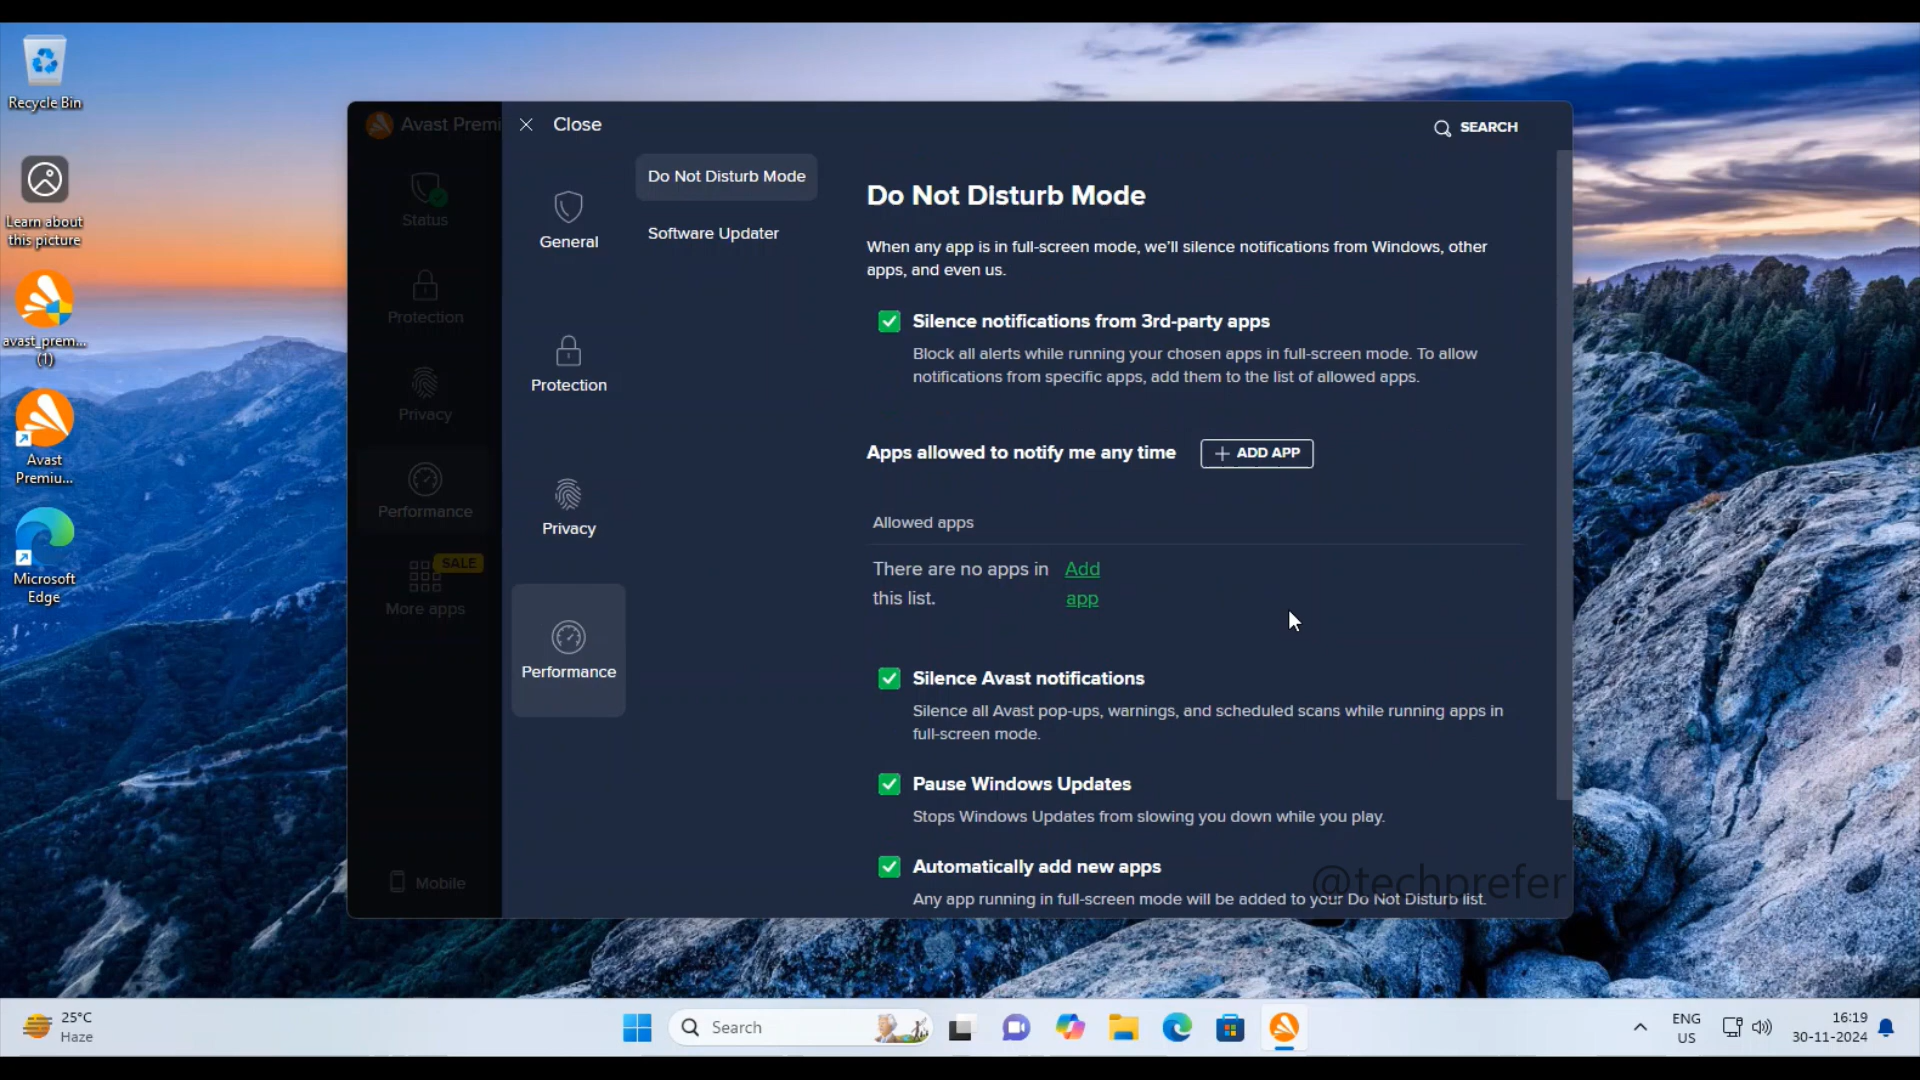 Recycle Bin
Learn about
this picture
avast_prem...
(1)
Avast
Premiu...
Microsoft
Edge
Avast Premi
Status
Protection
Privacy
Performance
SALE
More apps
Mobile
Close
SEARCH
General
Protection
Privacy
Performance
Do Not Disturb Mode
Software Updater
Do Not Disturb Mode
When any app is in full-screen mode, we'll silence notifications from Windows, other
apps, and even us.
Silence notifications from 3rd-party apps
Block all alerts while running your chosen apps in full-screen mode. To allow
notifications from specific apps, add them to the list of allowed apps.
Apps allowed to notify me any time
ADD APP
Allowed apps
There are no apps in
this list.
Add
app
Silence Avast notifications
Silence all Avast pop-ups, warnings, and scheduled scans while running apps in
full-screen mode.
Pause Windows Updates
Stops Windows Updates from slowing you down while you play.
Automatically add new apps
Any app running in full-screen mode will be added to your Do Not Disturb list.
@techprefer
25°C
Haze
Search
ENG
US
16:19
30-11-2024